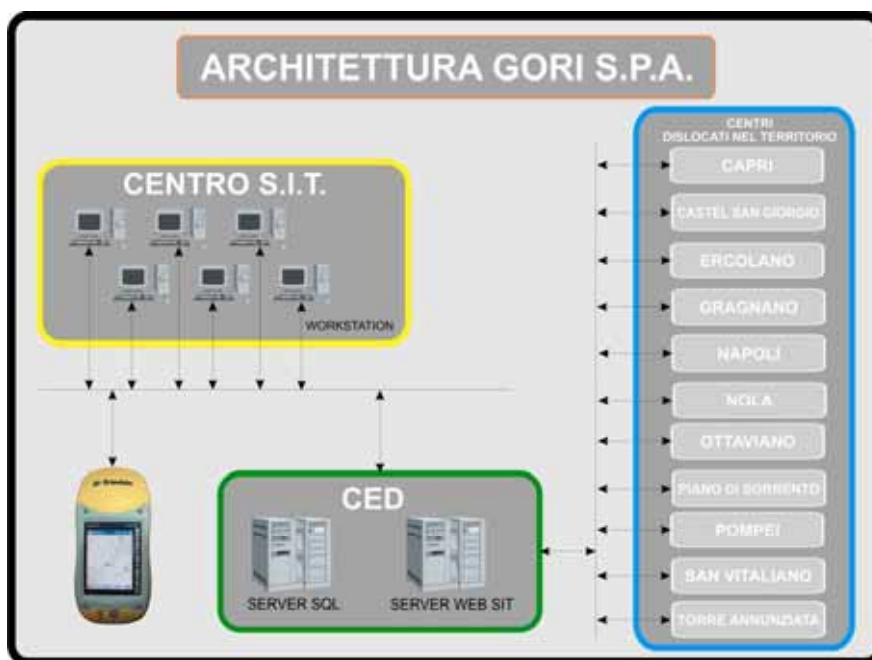 ARCHITETTURA GORI S.P.A.
CENTRO S.I.T.
WORKSTATION
CED
SERVER SQL
SERVER WEB SIT
CENTRI
DISLOCATI NEL TERRITORIO
CAPRI
CASTEL SAN GIORGIO
ERCOLANO
GRAGNANO
NAPOLI
NOLA
OTTAVIANO
PIANO DI SORRENTO
POMPEI
SAN VITALIANO
TORRE ANNUNZIATA
Trimble